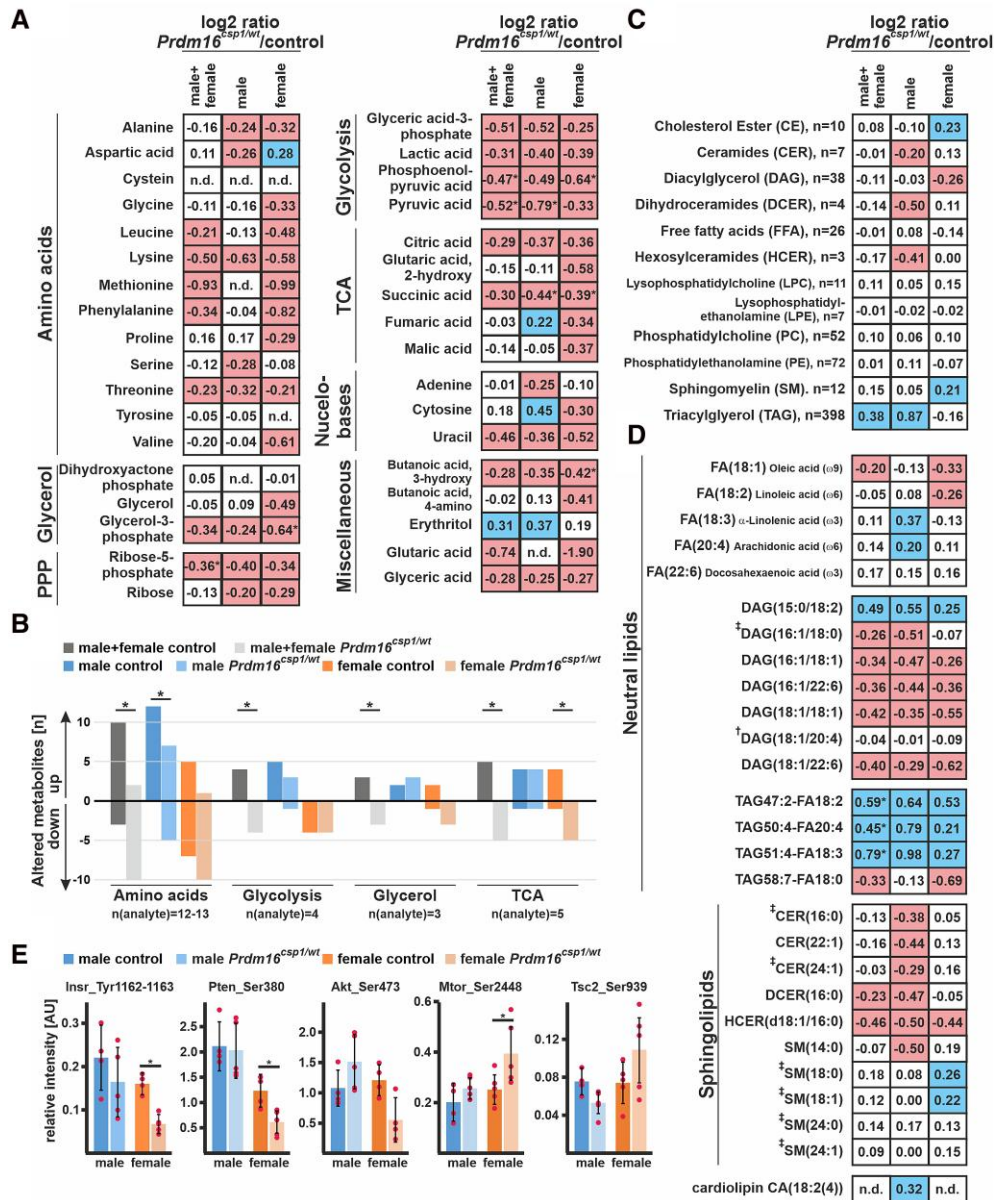 A
log2 ratio
Prdm16csp1/wt/control
male+
female
male
female
Amino acids
Alanine -0.16 -0.24 -0.32
Aspartic acid 0.11 -0.26 0.28
Cystein n.d. n.d. n.d.
Glycine -0.11 -0.16 -0.33
Leucine -0.21 -0.13 -0.48
Lysine -0.50 -0.63 -0.58
Methionine -0.93 n.d. -0.99
Phenylalanine -0.34 -0.04 -0.82
Proline 0.16 0.17 -0.29
Serine -0.12 -0.28 -0.08
Threonine -0.23 -0.32 -0.21
Tyrosine -0.05 -0.05 n.d.
Valine -0.20 -0.04 -0.61
Glycerol
Dihydroxyactone
phosphate 0.05 n.d. -0.01
Glycerol -0.05 0.09 -0.49
Glycerol-3-
phosphate -0.34 -0.24 -0.64*
PPP
Ribose-5-
phosphate -0.36* -0.40 -0.34
Ribose -0.13 -0.20 -0.29
log2 ratio
Prdm16csp1/wt/control
male+
female
male
female
Glycolysis
Glyceric acid-3-
phosphate -0.51 -0.52 -0.25
Lactic acid -0.31 -0.40 -0.39
Phosphoenol-
pyruvic acid -0.47* -0.49 -0.64*
Pyruvic acid -0.52* -0.79* -0.33
TCA
Citric acid -0.29 -0.37 -0.36
Glutaric acid,
2-hydroxy -0.15 -0.11 -0.58
Succinic acid -0.30 -0.44* -0.39*
Fumaric acid -0.03 0.22 -0.34
Malic acid -0.14 -0.05 -0.37
Nucelo-
bases
Adenine -0.01 -0.25 -0.10
Cytosine 0.18 0.45 -0.30
Uracil -0.46 -0.36 -0.52
Miscellaneous
Butanoic acid,
3-hydroxy -0.28 -0.35 -0.42*
Butanoic acid,
4-amino -0.02 0.13 -0.41
Erythritol 0.31 0.37 0.19
Glutaric acid -0.74 n.d. -1.90
Glyceric acid -0.28 -0.25 -0.27
B
male+female control male+female Prdm16csp1/wt
male control male Prdm16csp1/wt female control female Prdm16csp1/wt
Altered metabolites [n]
down up
10
5
0
-5
-10
* * * * * *
Amino acids Glycolysis Glycerol TCA
n(analyte)=12-13 n(analyte)=4 n(analyte)=3 n(analyte)=5
E
male control male Prdm16csp1/wt female control female Prdm16csp1/wt
relative intensity [AU]
Insr_Tyr1162-1163
0.3
0.2
0.1
*
male female
Pten_Ser380
2.5
2.0
1.5
1.0
0.5
*
male female
Akt_Ser473
2.0
1.5
1.0
0.5
male female
Mtor_Ser2448
0.6
0.4
0.2
*
male female
Tsc2_Ser939
0.12
0.08
0.04
male female
C
log2 ratio
Prdm16csp1/wt/control
male+
female
male
female
Cholesterol Ester (CE), n=10 0.08 -0.10 0.23
Ceramides (CER), n=7 -0.01 -0.20 0.13
Diacylglycerol (DAG), n=38 -0.11 -0.03 -0.26
Dihydroceramides (DCER), n=4 -0.14 -0.50 0.11
Free fatty acids (FFA), n=26 -0.01 0.08 -0.14
Hexosylceramides (HCER), n=3 -0.17 -0.41 0.00
Lysophosphatidylcholine (LPC), n=11 0.11 0.05 0.15
Lysophosphatidyl-
ethanolamine (LPE), n=7 -0.01 -0.02 -0.02
Phosphatidylcholine (PC), n=52 0.10 0.06 0.10
Phosphatidylethanolamine (PE), n=72 0.01 0.11 -0.07
Sphingomyelin (SM). n=12 0.15 0.05 0.21
Triacylglyerol (TAG), n=398 0.38 0.87 -0.16
D
Neutral lipids
FA(18:1) Oleic acid (ω9) -0.20 -0.13 -0.33
FA(18:2) Linoleic acid (ω6) -0.05 0.08 -0.26
FA(18:3) α-Linolenic acid (ω3) 0.11 0.37 -0.13
FA(20:4) Arachidonic acid (ω6) 0.14 0.20 0.11
FA(22:6) Docosahexaenoic acid (ω3) 0.17 0.15 0.16
DAG(15:0/18:2) 0.49 0.55 0.25
‡DAG(16:1/18:0) -0.26 -0.51 -0.07
DAG(16:1/18:1) -0.34 -0.47 -0.26
DAG(16:1/22:6) -0.36 -0.44 -0.36
DAG(18:1/18:1) -0.42 -0.35 -0.55
†DAG(18:1/20:4) -0.04 -0.01 -0.09
DAG(18:1/22:6) -0.40 -0.29 -0.62
TAG47:2-FA18:2 0.59* 0.64 0.53
TAG50:4-FA20:4 0.45* 0.79 0.21
TAG51:4-FA18:3 0.79* 0.98 0.27
TAG58:7-FA18:0 -0.33 -0.13 -0.69
Sphingolipids
‡CER(16:0) -0.13 -0.38 0.05
CER(22:1) -0.16 -0.44 0.13
‡CER(24:1) -0.03 -0.29 0.16
DCER(16:0) -0.23 -0.47 -0.05
HCER(d18:1/16:0) -0.46 -0.50 -0.44
SM(14:0) -0.07 -0.50 0.19
‡SM(18:0) 0.18 0.08 0.26
‡SM(18:1) 0.12 0.00 0.22
‡SM(24:0) 0.14 0.17 0.13
‡SM(24:1) 0.09 0.00 0.15
cardiolipin CA(18:2(4)) n.d. 0.32 n.d.